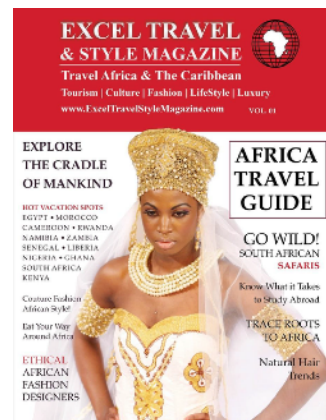 EXCEL TRAVEL
& STYLE MAGAZINE
Travel Africa & The Caribbean
Tourism | Culture | Fashion | LifeStyle | Luxury
www.ExcelTravelStyleMagazine.com
VOL 01
EXPLORE
THE CRADLE
OF MANKIND
HOT VACATION SPOTS
EGYPT • MOROCCO
CAMEROON • RWANDA
NAMIBIA • ZAMBIA
SENEGAL • LIBERIA
NIGERIA • GHANA
SOUTH AFRICA
KENYA
Couture Fashion
African Style!
Eat Your Way
Around Africa
ETHICAL
AFRICAN
FASHION
DESIGNERS
AFRICA
TRAVEL
GUIDE
GO WILD!
SOUTH AFRICAN
SAFARIS
Know What it Takes
to Study Abroad
TRACE ROOTS
TO AFRICA
Natural Hair
Trends